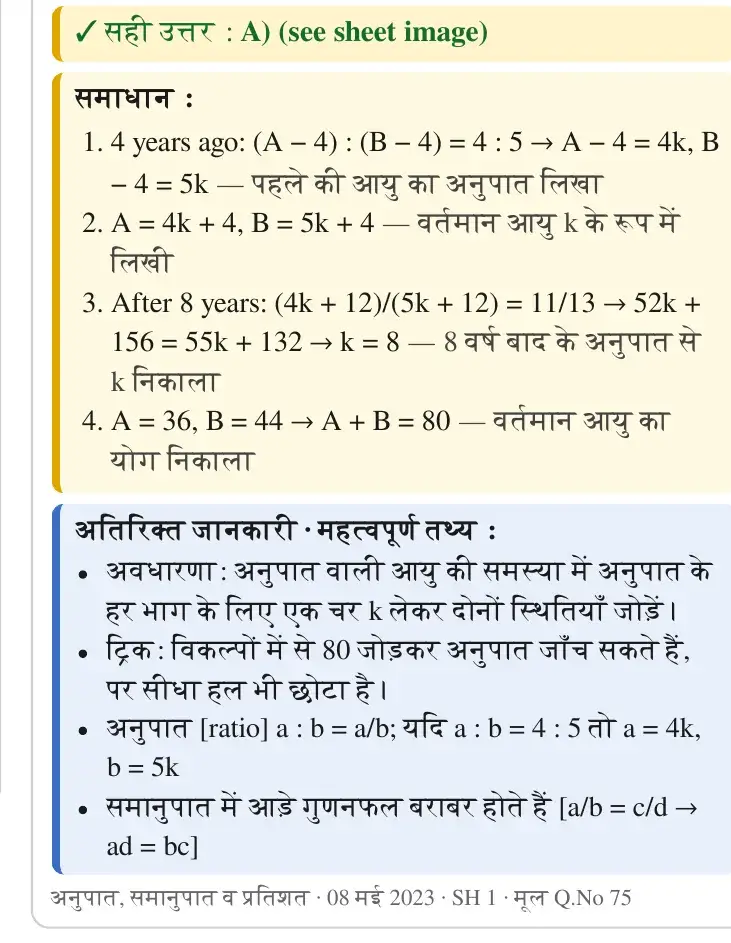 ✓ सही उत्तर : A) (see sheet image)
समाधान :
1. 4 years ago: (A − 4) : (B − 4) = 4 : 5 → A − 4 = 4k, B
− 4 = 5k — पहले की आयु का अनुपात लिखा
2. A = 4k + 4, B = 5k + 4 — वर्तमान आयु k के रूप में
लिखी
3. After 8 years: (4k + 12)/(5k + 12) = 11/13 → 52k +
156 = 55k + 132 → k = 8 — 8 वर्ष बाद के अनुपात से
k निकाला
4. A = 36, B = 44 → A + B = 80 — वर्तमान आयु का
योग निकाला
अतिरिक्त जानकारी · महत्वपूर्ण तथ्य :
• अवधारणा : अनुपात वाली आयु की समस्या में अनुपात के
हर भाग के लिए एक चर k लेकर दोनों स्थितियाँ जोड़ें।
• ट्रिक : विकल्पों में से 80 जोड़कर अनुपात जाँच सकते हैं,
पर सीधा हल भी छोटा है।
• अनुपात [ratio] a : b = a/b; यदि a : b = 4 : 5 तो a = 4k,
b = 5k
• समानुपात में आड़े गुणनफल बराबर होते हैं [a/b = c/d →
ad = bc]
अनुपात, समानुपात व प्रतिशत · 08 मई 2023 · SH 1 · मूल Q.No 75